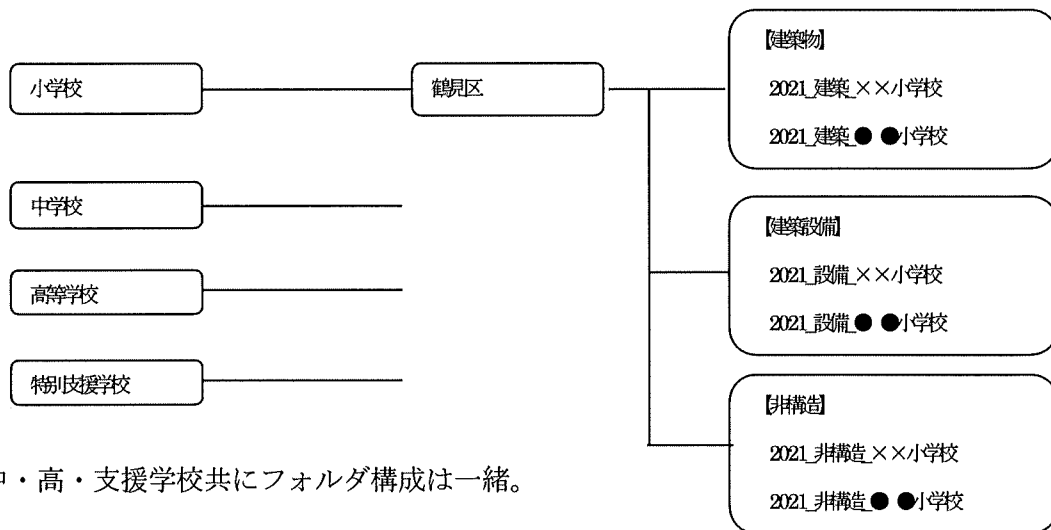 小学校
鶴見区
【建築物】
2021_建築_××小学校
2021_建築_●●小学校
中学校
【建築設備】
2021_設備_××小学校
2021_設備_●●小学校
高等学校
特別支援学校
【非構造】
2021_非構造_××小学校
2021_非構造_●●小学校
・高・支援学校共にフォルダ構成は一緒。